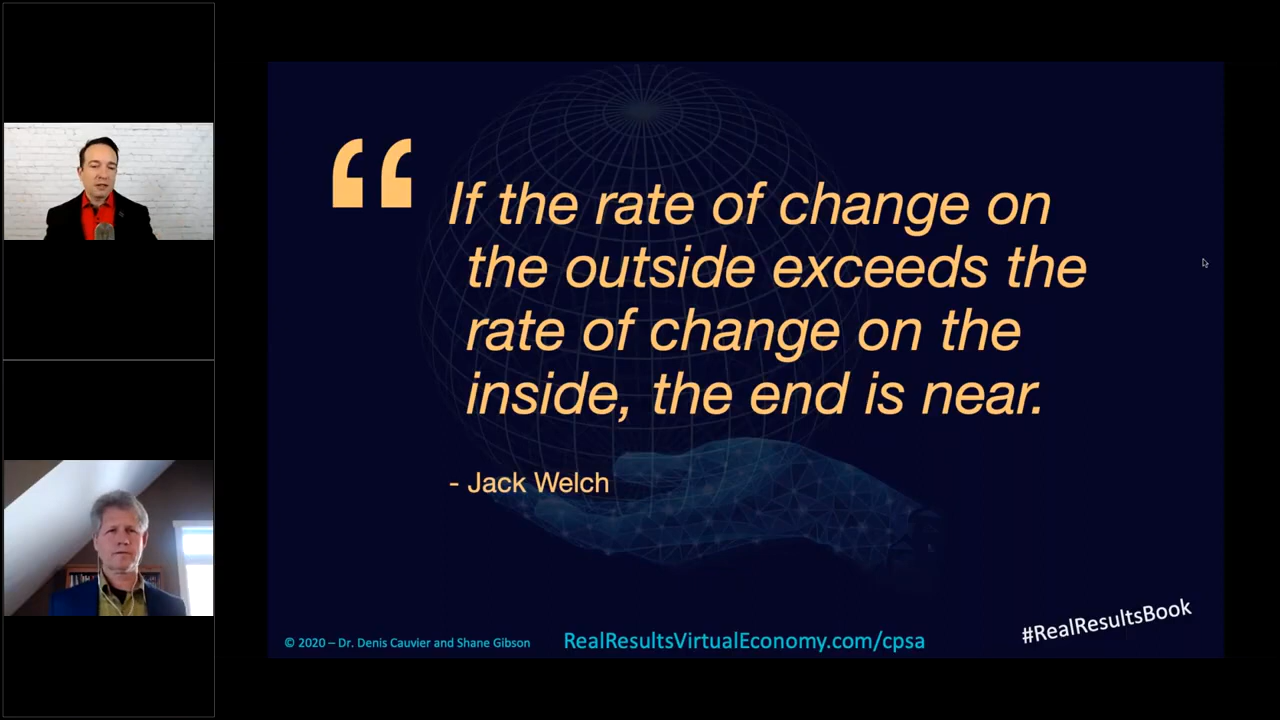 “
If the rate of change on
the outside exceeds the
rate of change on the
inside, the end is near.
- Jack Welch
#RealResultsBook
© 2020 – Dr. Denis Cauvier and Shane Gibson
RealResultsVirtualEconomy.com/cpsa